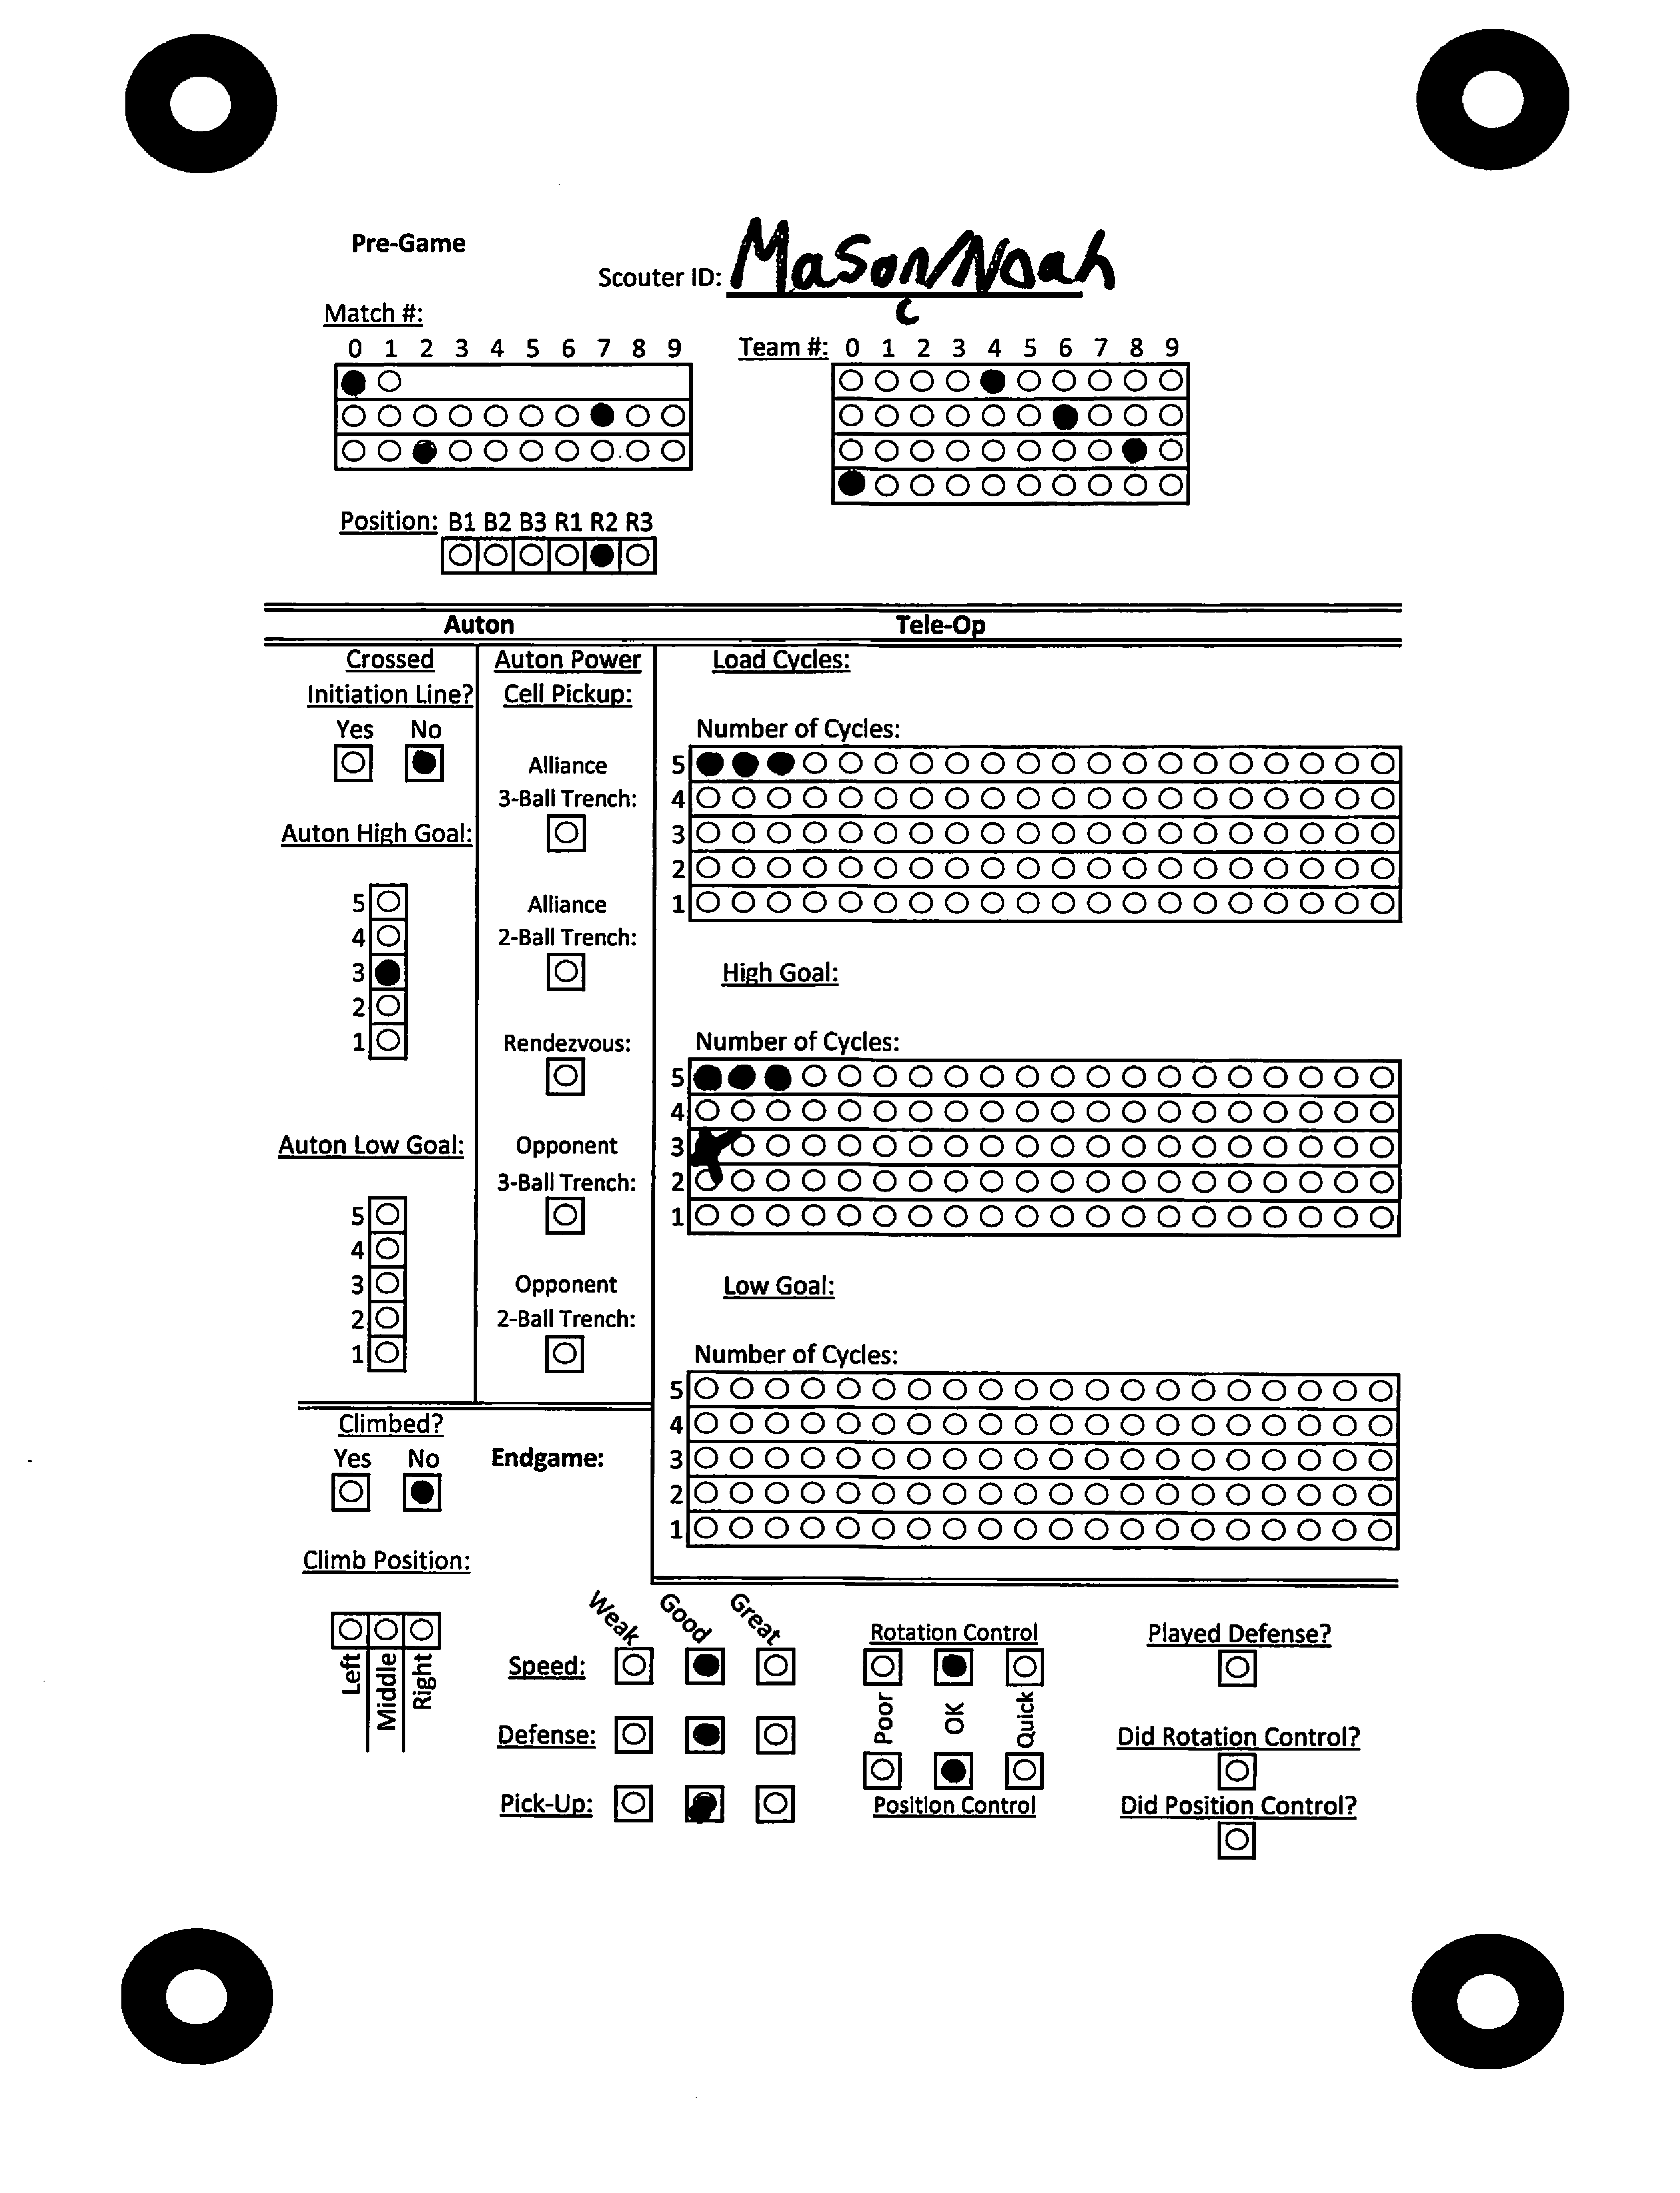 Pre-Game
Scouter ID: Mason/Noah
c
Match #:
0 1 2 3 4 5 6 7 8 9
Team #: 0 1 2 3 4 5 6 7 8 9
Position: B1 B2 B3 R1 R2 R3
Auton
Tele-Op
Crossed
Initiation Line?
Yes No
Auton High Goal:
5
4
3
2
1
Auton Low Goal:
5
4
3
2
1
Auton Power
Cell Pickup:
Alliance
3-Ball Trench:
Alliance
2-Ball Trench:
Rendezvous:
Opponent
3-Ball Trench:
Opponent
2-Ball Trench:
Load Cycles:
Number of Cycles:
5
4
3
2
1
High Goal:
Number of Cycles:
5
4
3
2
1
Low Goal:
Number of Cycles:
5
4
3
2
1
Climbed?
Yes No
Endgame:
Climb Position:
Left
Middle
Right
Weak Good Great
Speed:
Defense:
Pick-Up:
Rotation Control
Poor OK Quick
Position Control
Played Defense?
Did Rotation Control?
Did Position Control?